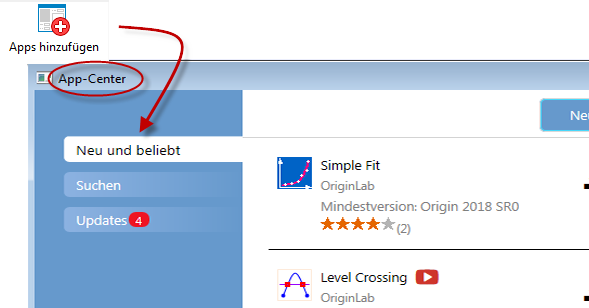 Apps hinzufügen
App-Center
Neu und beliebt
Suchen
Updates 4
Simple Fit
OriginLab
Mindestversion: Origin 2018 SR0
(2)
Level Crossing
OriginLab